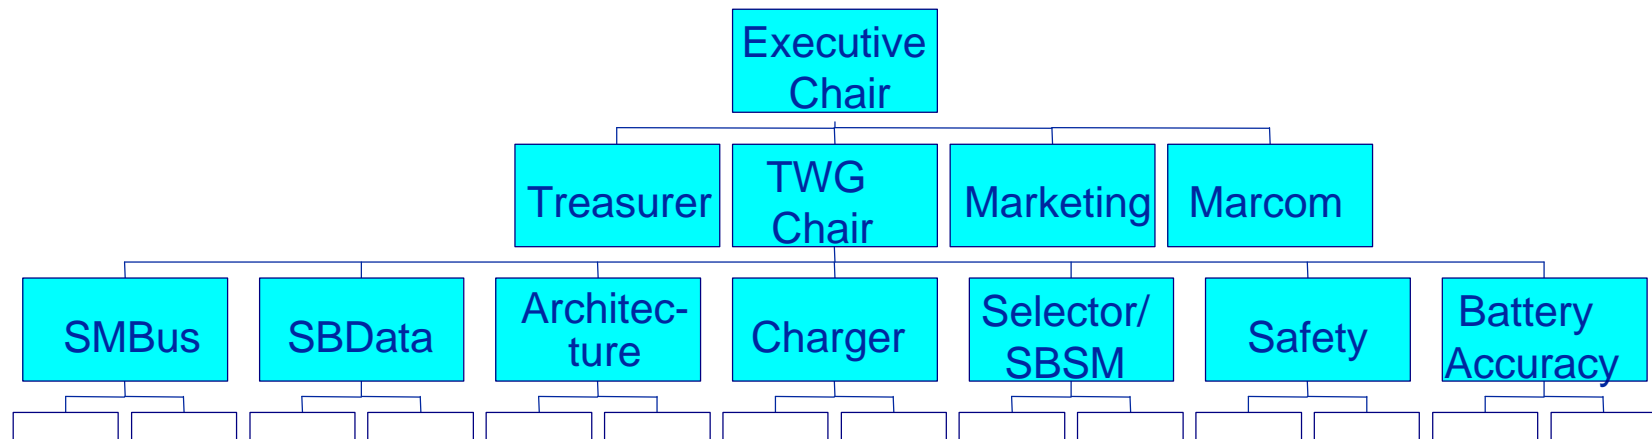 Executive
Chair
Treasurer
TWG
Chair
Marketing
Marcom
SMBus
SBData
Architec-
ture
Charger
Selector/
SBSM
Safety
Battery
Accuracy